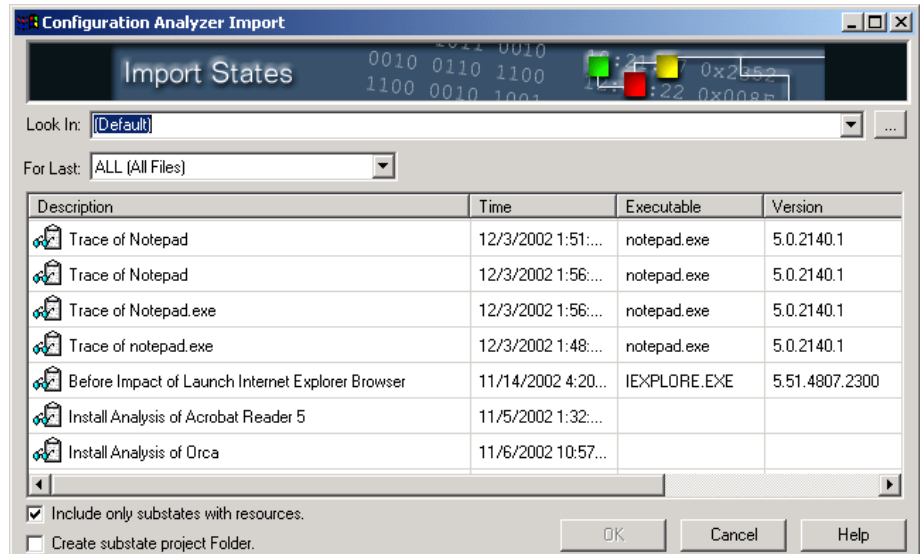 Configuration Analyzer Import
Import States
0010
0010 0110 1100
1100 0010 1001
Look In: (Default) ...
For Last: ALL (All Files)
Description Time Executable Version
Trace of Notepad 12/3/2002 1:51:... notepad.exe 5.0.2140.1
Trace of Notepad 12/3/2002 1:56:... notepad.exe 5.0.2140.1
Trace of Notepad.exe 12/3/2002 1:56:... notepad.exe 5.0.2140.1
Trace of notepad.exe 12/3/2002 1:48:... notepad.exe 5.0.2140.1
Before Impact of Launch Internet Explorer Browser 11/14/2002 4:20... IEXPLORE.EXE 5.51.4807.2300
Install Analysis of Acrobat Reader 5 11/5/2002 1:32:...
Install Analysis of Orca 11/6/2002 10:57...
Include only substates with resources.
Create substate project Folder.
OK Cancel Help